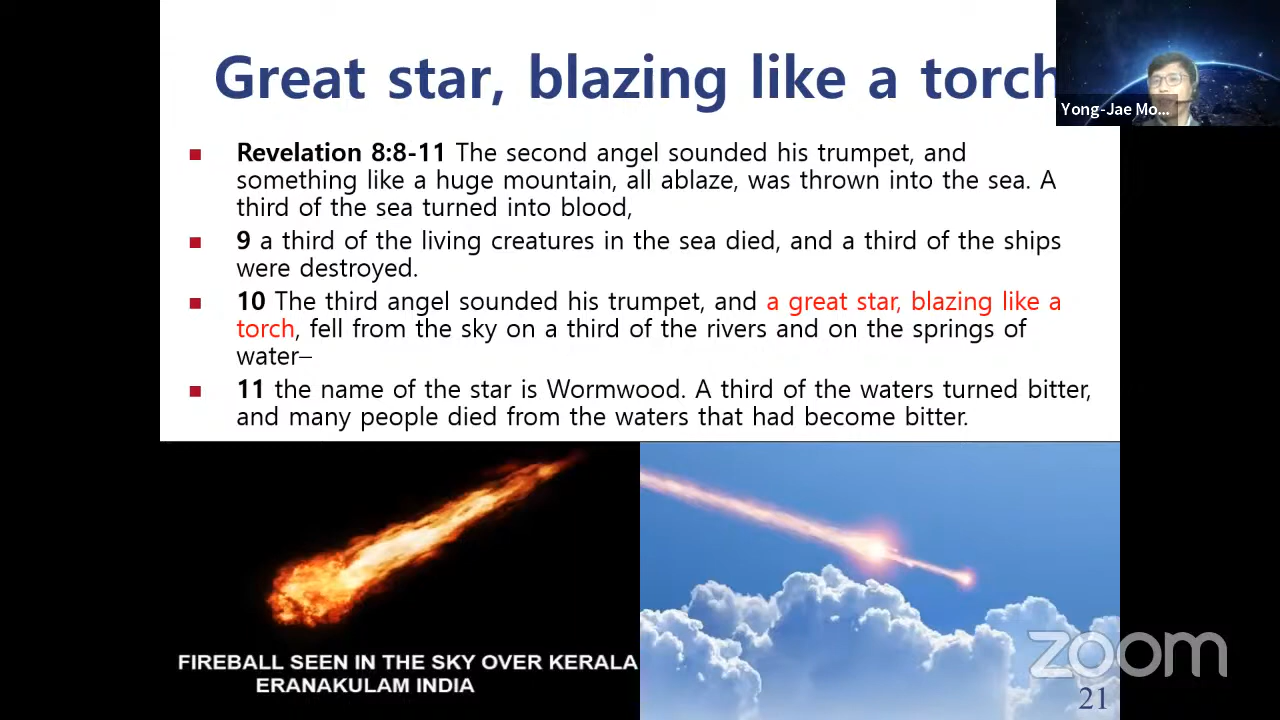 Great star, blazing like a torch
Yong-Jae Mo...
Revelation 8:8-11 The second angel sounded his trumpet, and
something like a huge mountain, all ablaze, was thrown into the sea. A
third of the sea turned into blood,
9 a third of the living creatures in the sea died, and a third of the ships
were destroyed.
10 The third angel sounded his trumpet, and a great star, blazing like a
torch, fell from the sky on a third of the rivers and on the springs of
water–
11 the name of the star is Wormwood. A third of the waters turned bitter,
and many people died from the waters that had become bitter.
FIREBALL SEEN IN THE SKY OVER KERALA
ERANAKULAM INDIA
zoom
21